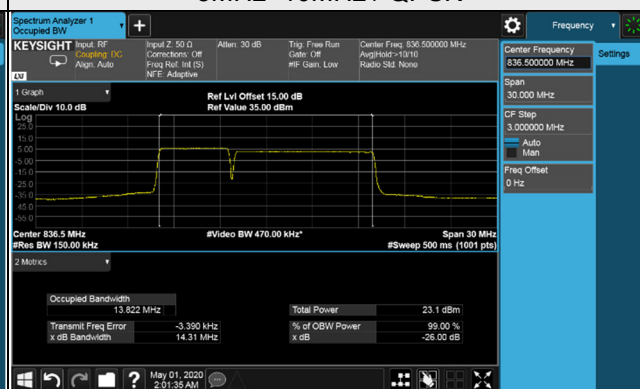 Spectrum Analyzer 1
Occupied BW
Frequency
KEYSIGHT
Input: RF
Coupling: DC
Align: Auto
Input Z: 50 Ω
Corrections: Off
Freq Ref: Int (S)
NFE: Adaptive
Atten: 30 dB
Trig: Free Run
Gate: Off
#IF Gain: Low
Center Freq: 836.500000 MHz
Avg|Hold:>10/10
Radio Std: None
LXI
Center Frequency
836.500000 MHz
Settings
Span
30.000 MHz
CF Step
3.000000 MHz
Auto
Man
Freq Offset
0 Hz
1 Graph
Scale/Div 10.0 dB
Ref Lvl Offset 15.00 dB
Ref Value 35.00 dBm
Log
25.0
15.0
5.00
-5.00
-15.0
-25.0
-35.0
-45.0
-55.0
Center 836.5 MHz
#Res BW 150.00 kHz
#Video BW 470.00 kHz*
Span 30 MHz
#Sweep 500 ms (1001 pts)
2 Metrics
Occupied Bandwidth
13.822 MHz
Total Power
23.1 dBm
Transmit Freq Error
-3.390 kHz
% of OBW Power
99.00 %
x dB Bandwidth
14.31 MHz
x dB
-26.00 dB
?
May 01, 2020
2:01:35 AM